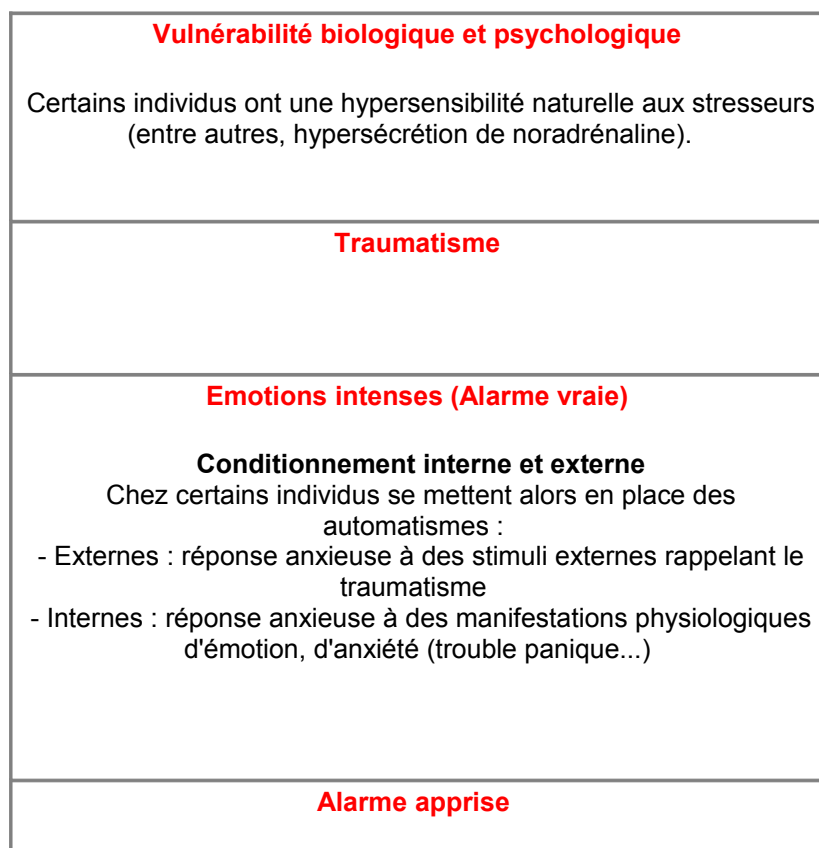 Vulnérabilité biologique et psychologique
Certains individus ont une hypersensibilité naturelle aux stresseurs
(entre autres, hypersécrétion de noradrénaline).
Traumatisme
Emotions intenses (Alarme vraie)
Conditionnement interne et externe
Chez certains individus se mettent alors en place des
automatismes :
- Externes : réponse anxieuse à des stimuli externes rappelant le
traumatisme
- Internes : réponse anxieuse à des manifestations physiologiques
d'émotion, d'anxiété (trouble panique...)
Alarme apprise